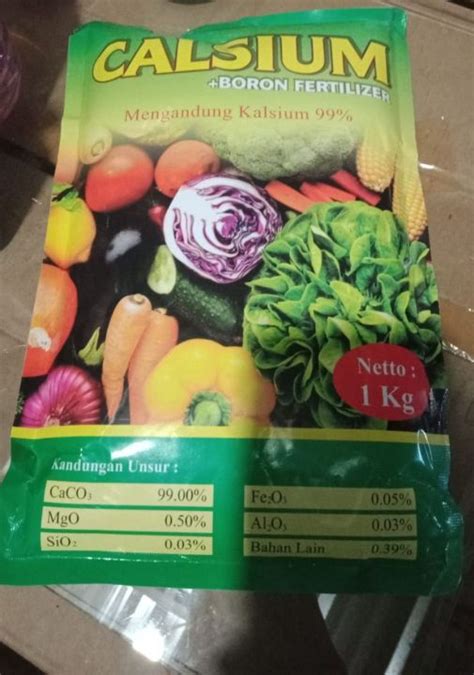 CALSIUM
+BORON FERTILIZER
Mengandung Kalsium 99%
Netto :
1 Kg
Kandungan Unsur :
CaCO₃ 99.00%
MgO 0.50%
SiO₂ 0.03%
Fe₂O₃ 0.05%
Al₂O₅ 0.03%
Bahan Lain 0.39%